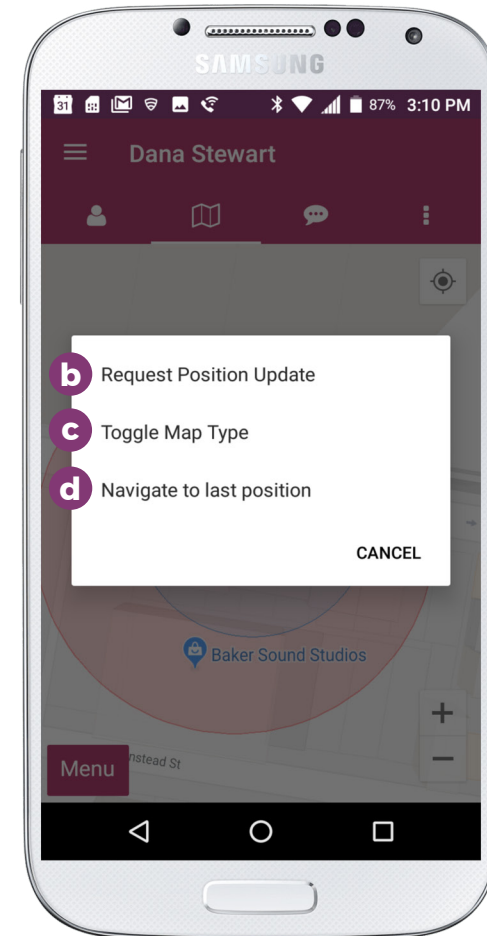 SAMSUNG
31 87% 3:10 PM
Dana Stewart
b Request Position Update
c Toggle Map Type
d Navigate to last position
CANCEL
Baker Sound Studios
nstead St
+
Menu
−